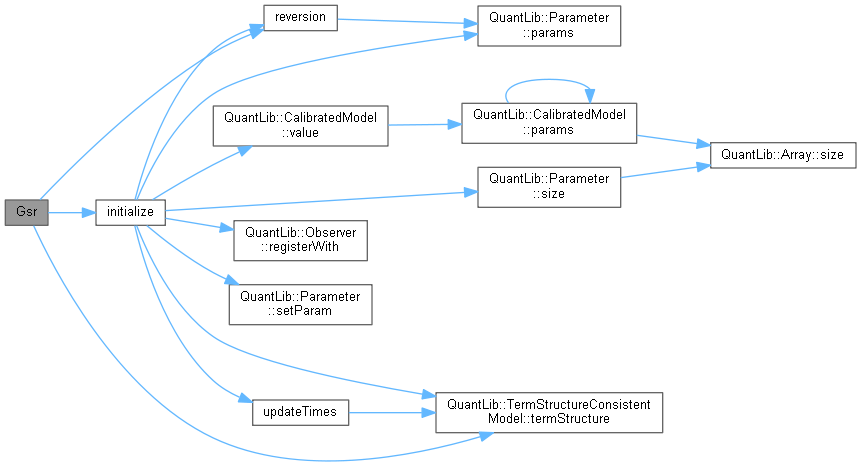 Gsr
initialize
reversion
QuantLib::Parameter
::params
QuantLib::CalibratedModel
::value
QuantLib::CalibratedModel
::params
QuantLib::Array::size
QuantLib::Parameter
::size
QuantLib::Observer
::registerWith
QuantLib::Parameter
::setParam
updateTimes
QuantLib::TermStructureConsistent
Model::termStructure